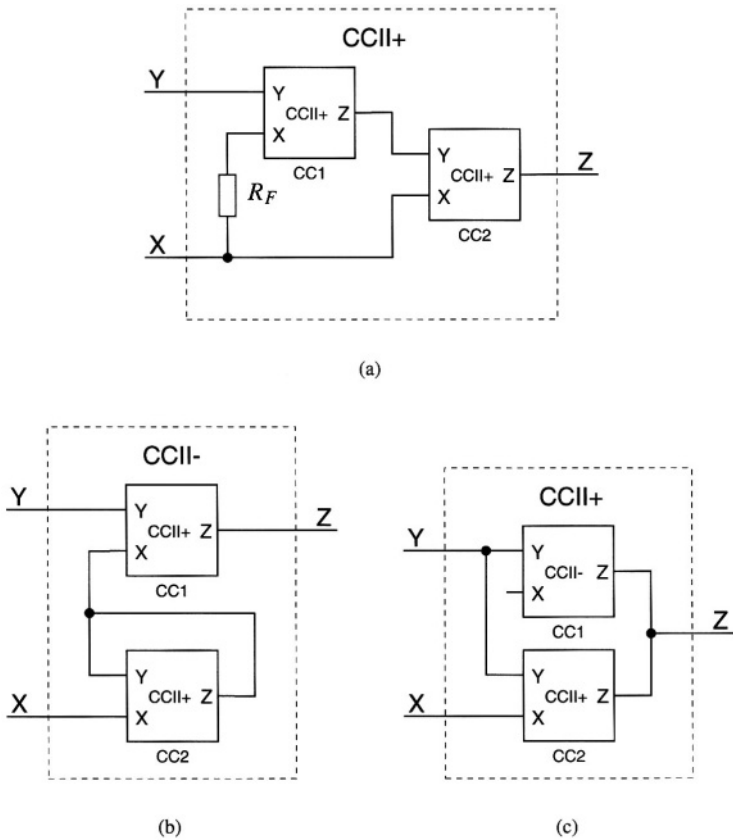 CCII+
Y
Y
CCII+ Z
X
CC1
R_F
Y
CCII+ Z
X
CC2
Z
X
(a)
CCII-
Y
Y
CCII+ Z
X
CC1
Z
Y
CCII+ Z
X
CC2
X
(b)
CCII+
Y
Y
CCII- Z
X
CC1
Z
Y
CCII+ Z
X
CC2
X
(c)